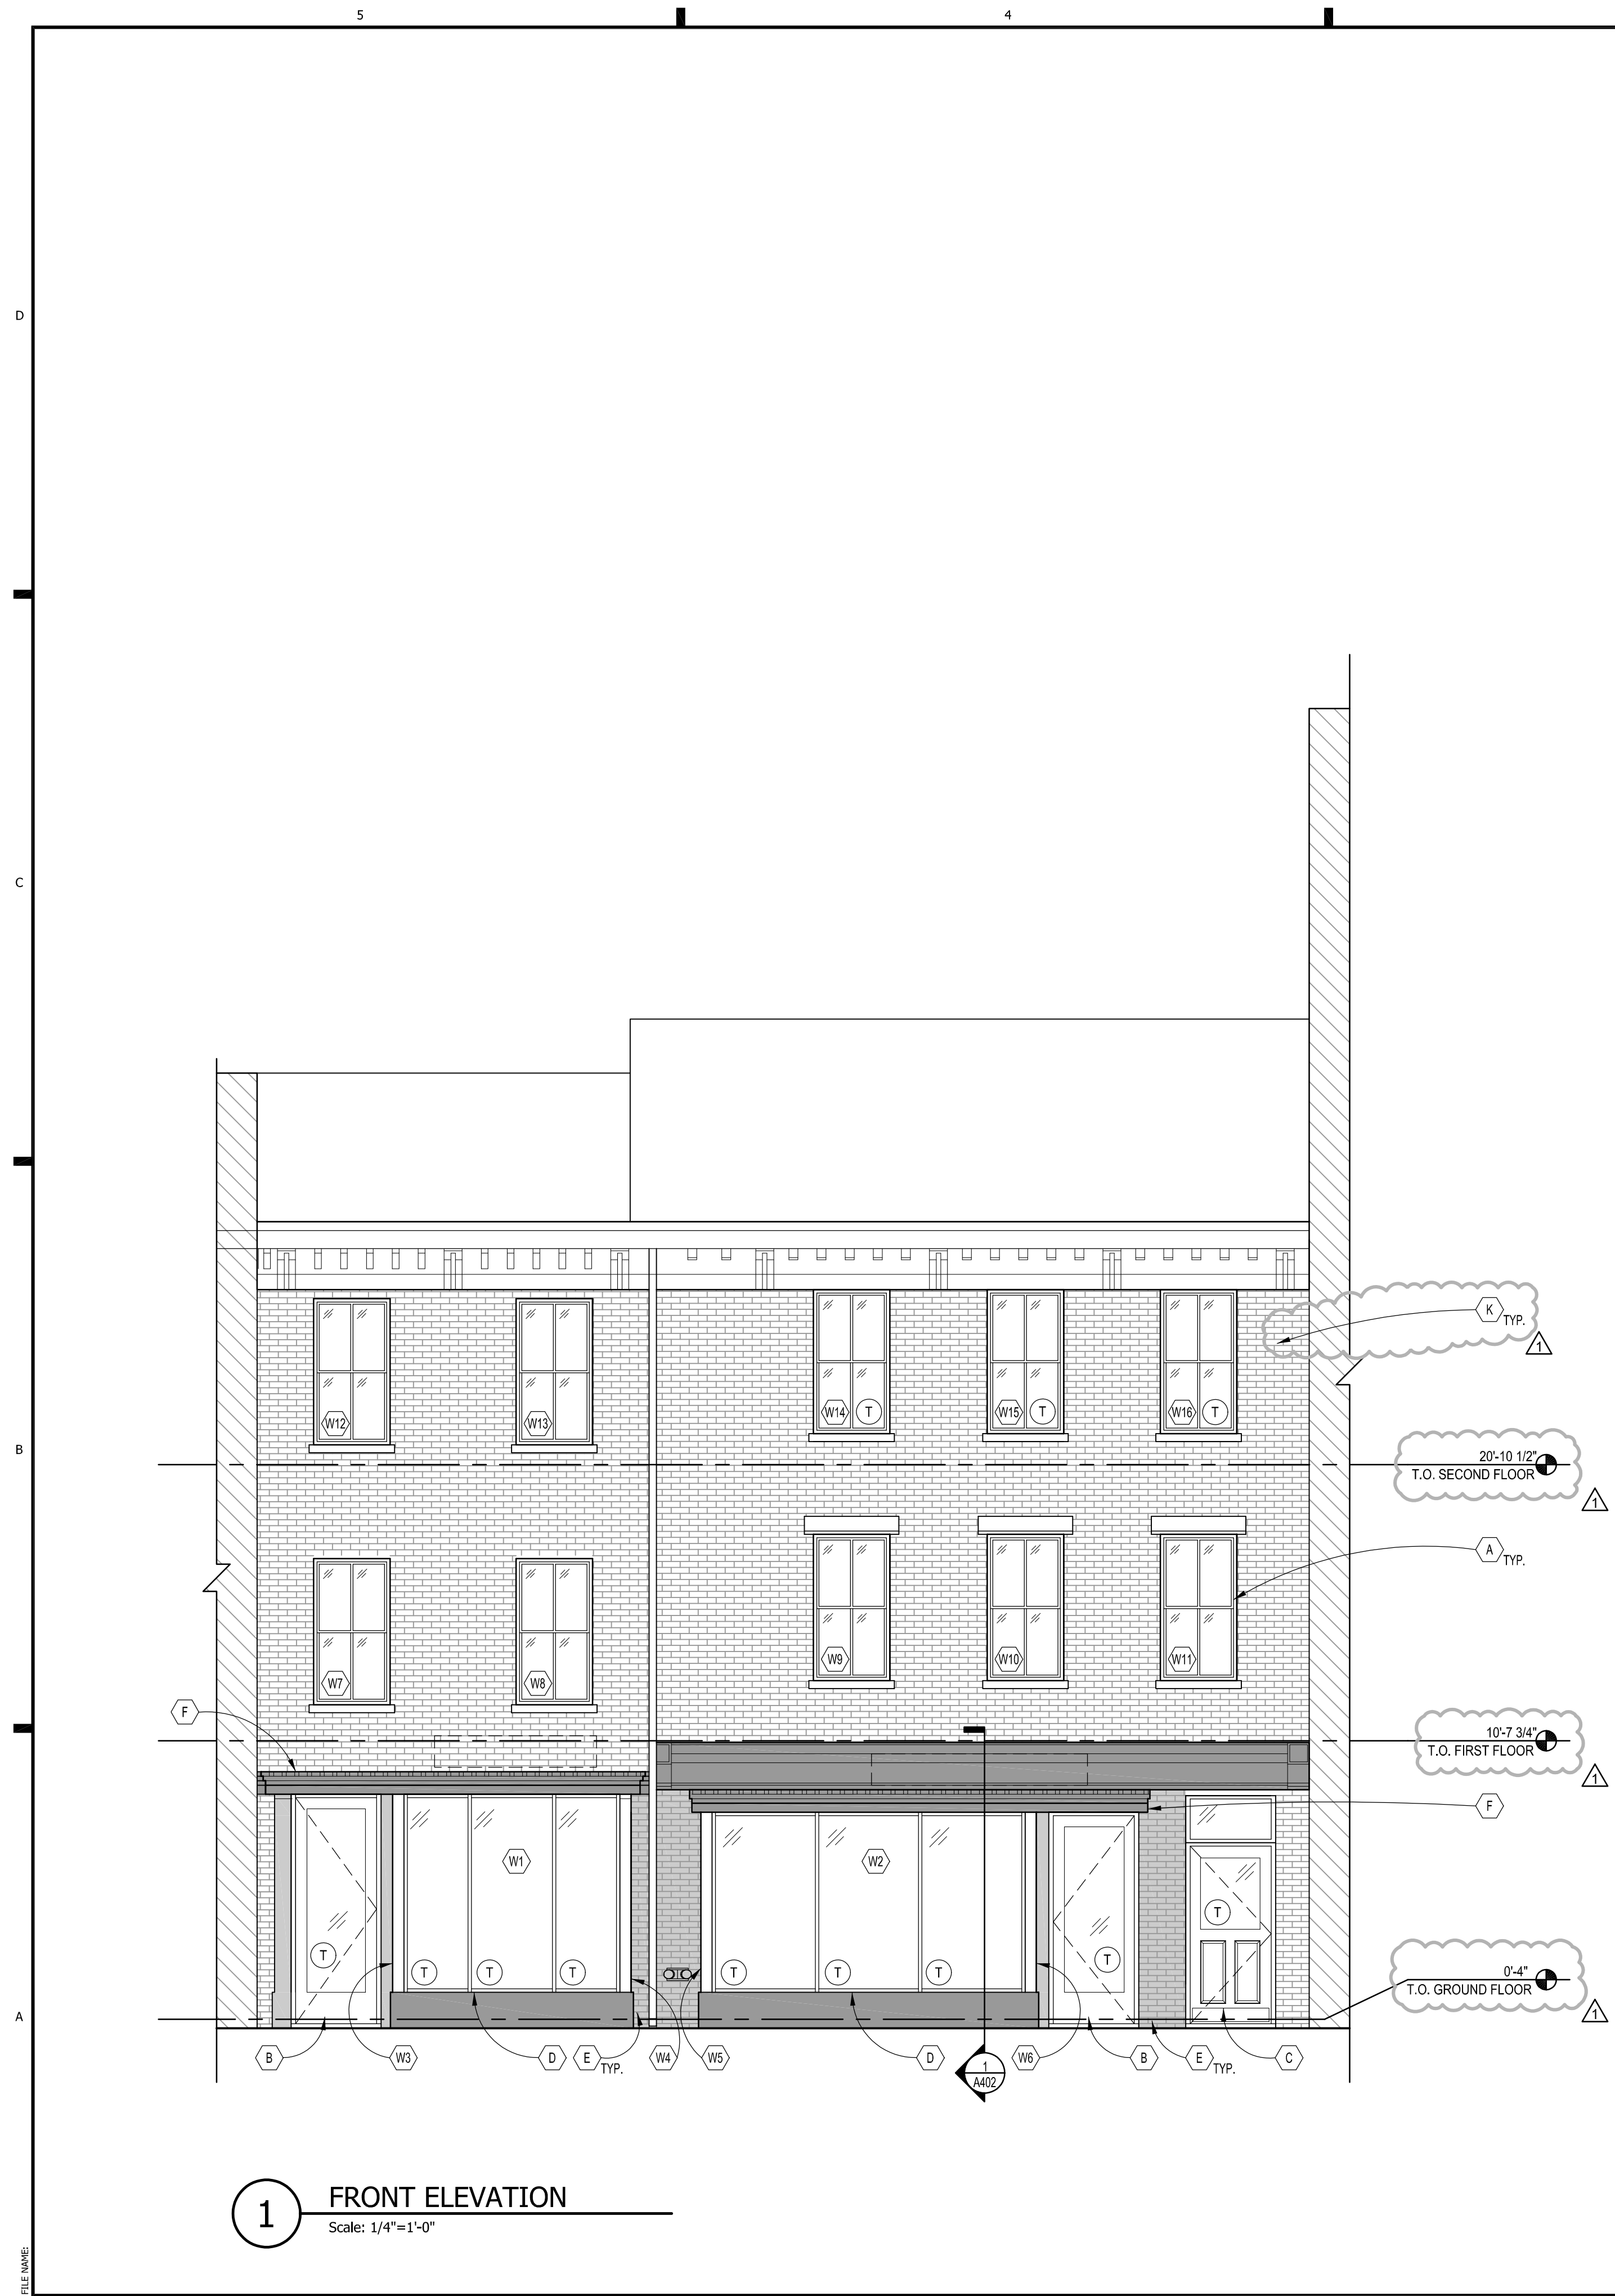 5
4
D
C
B
A
K
TYP.
1
W12
W13
W14
T
W15
T
W16
T
20'-10 1/2"
T.O. SECOND FLOOR
1
A
TYP.
W7
W8
W9
W10
W11
F
10'-7 3/4"
T.O. FIRST FLOOR
1
F
W1
W2
T
T
T
T
T
T
T
T
T
T
0'-4"
T.O. GROUND FLOOR
1
B
W3
D
E
TYP.
W4
W5
D
W6
B
E
TYP.
C
1
A402
1
FRONT ELEVATION
Scale: 1/4"=1'-0"
FILE NAME: